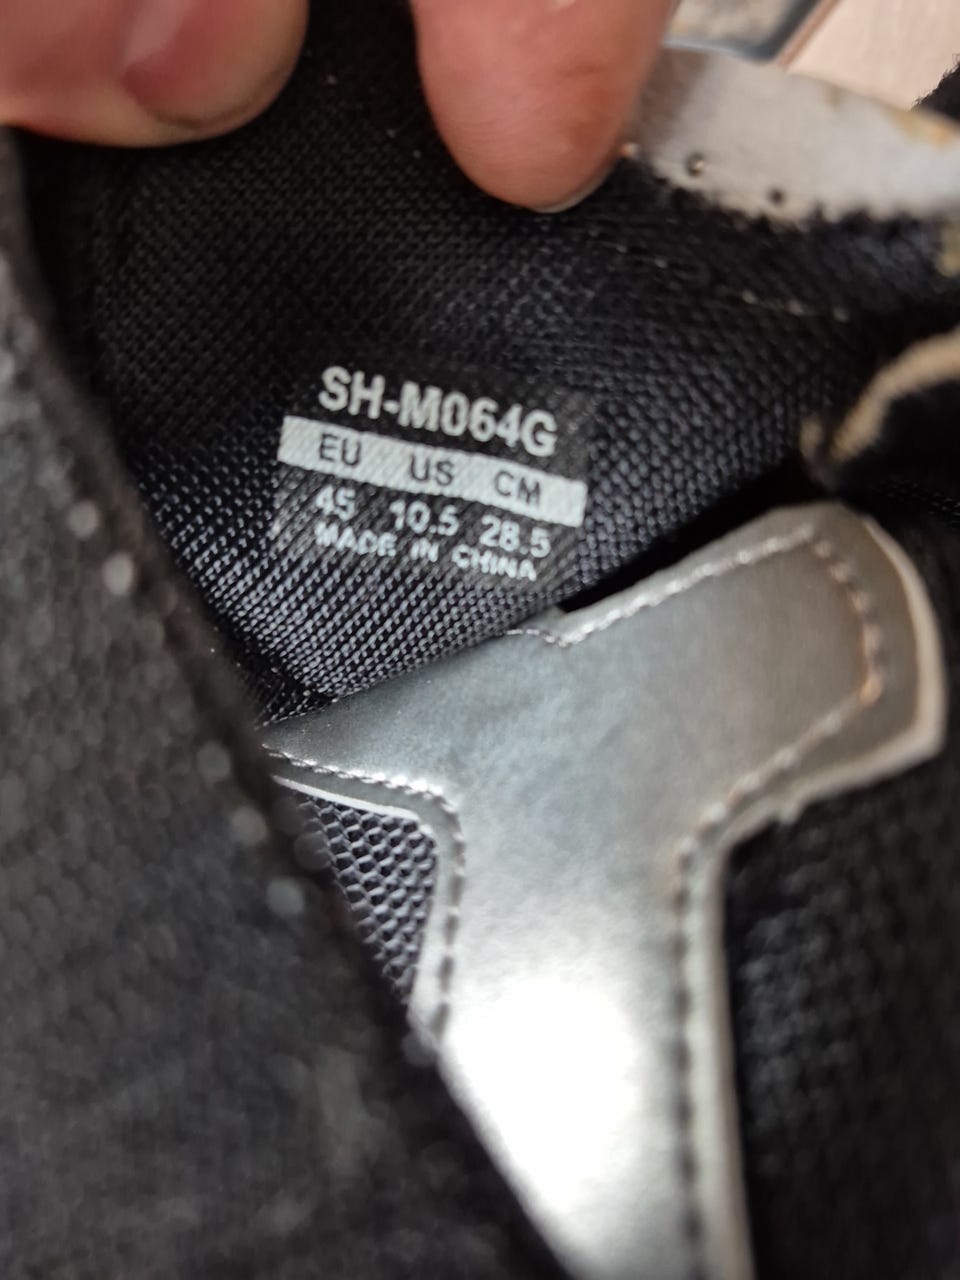 SH-M064G
EU US CM
45 10.5 28.5
MADE IN CHINA